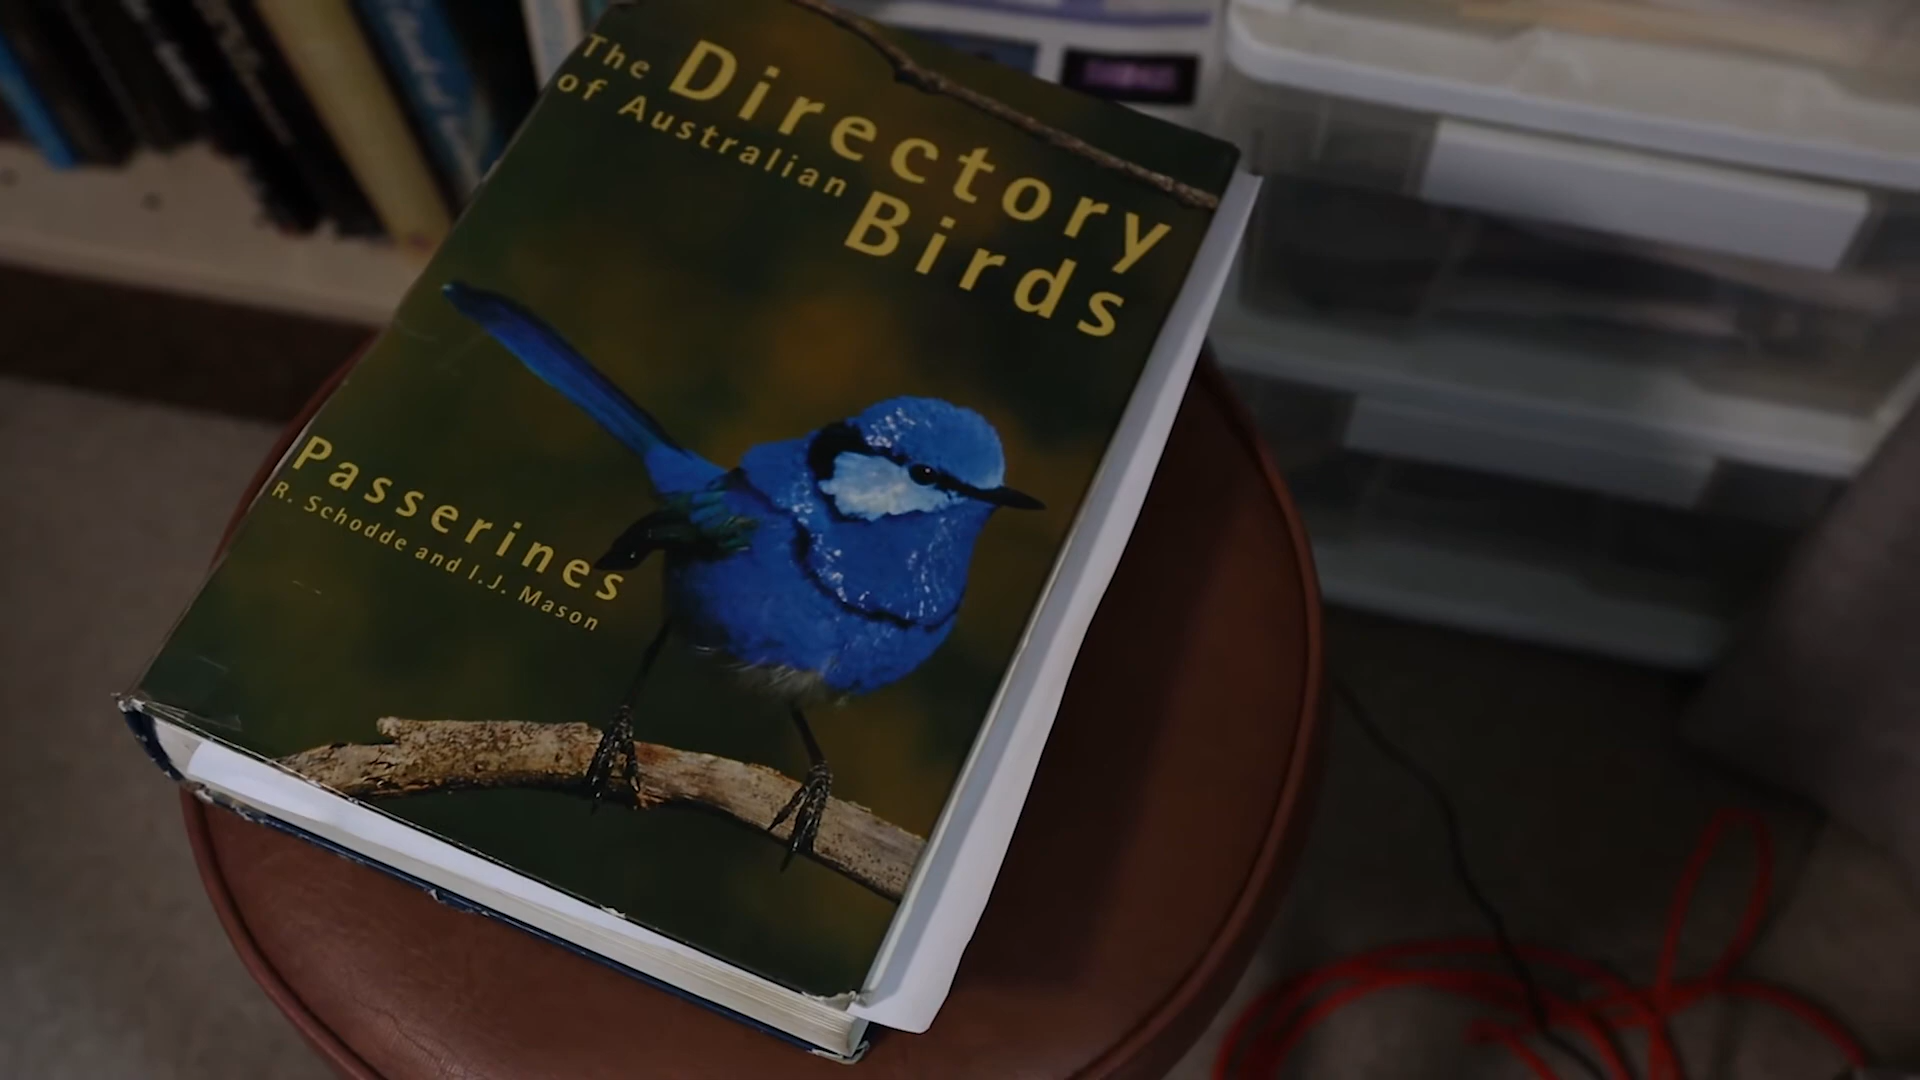 The Directory
of Australian
Birds
Passerines
R. Schodde and I.J. Mason